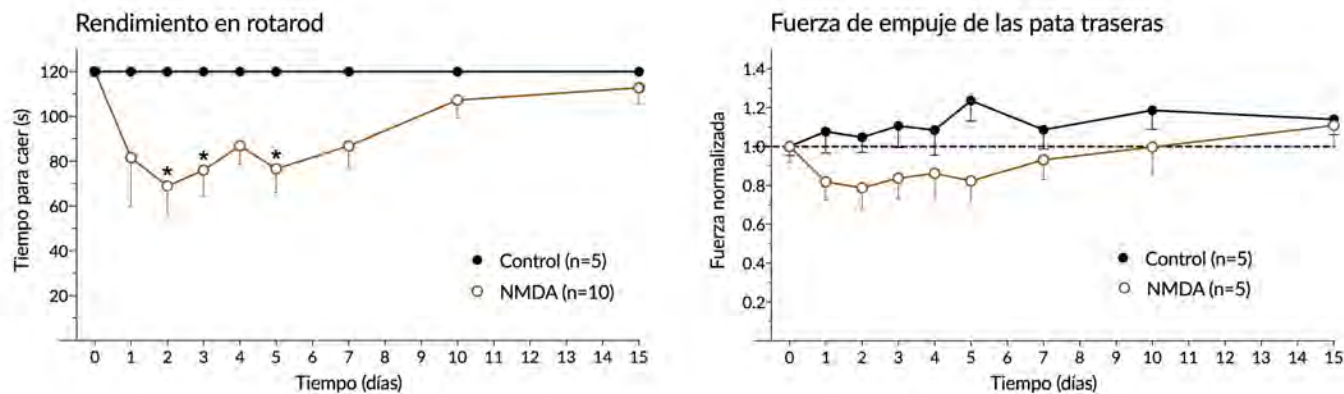 Rendimiento en rotarod
Tiempo para caer (s)
120
100
80
60
40
20
*
*
*
Control (n=5)
NMDA (n=10)
0 1 2 3 4 5 6 7 8 9 10 11 12 13 14 15
Tiempo (días)
Fuerza de empuje de las pata traseras
Fuerza normalizada
1.4
1.2
1.0
0.8
0.6
0.4
0.2
Control (n=5)
NMDA (n=5)
0 1 2 3 4 5 6 7 8 9 10 11 12 13 14 15
Tiempo (días)